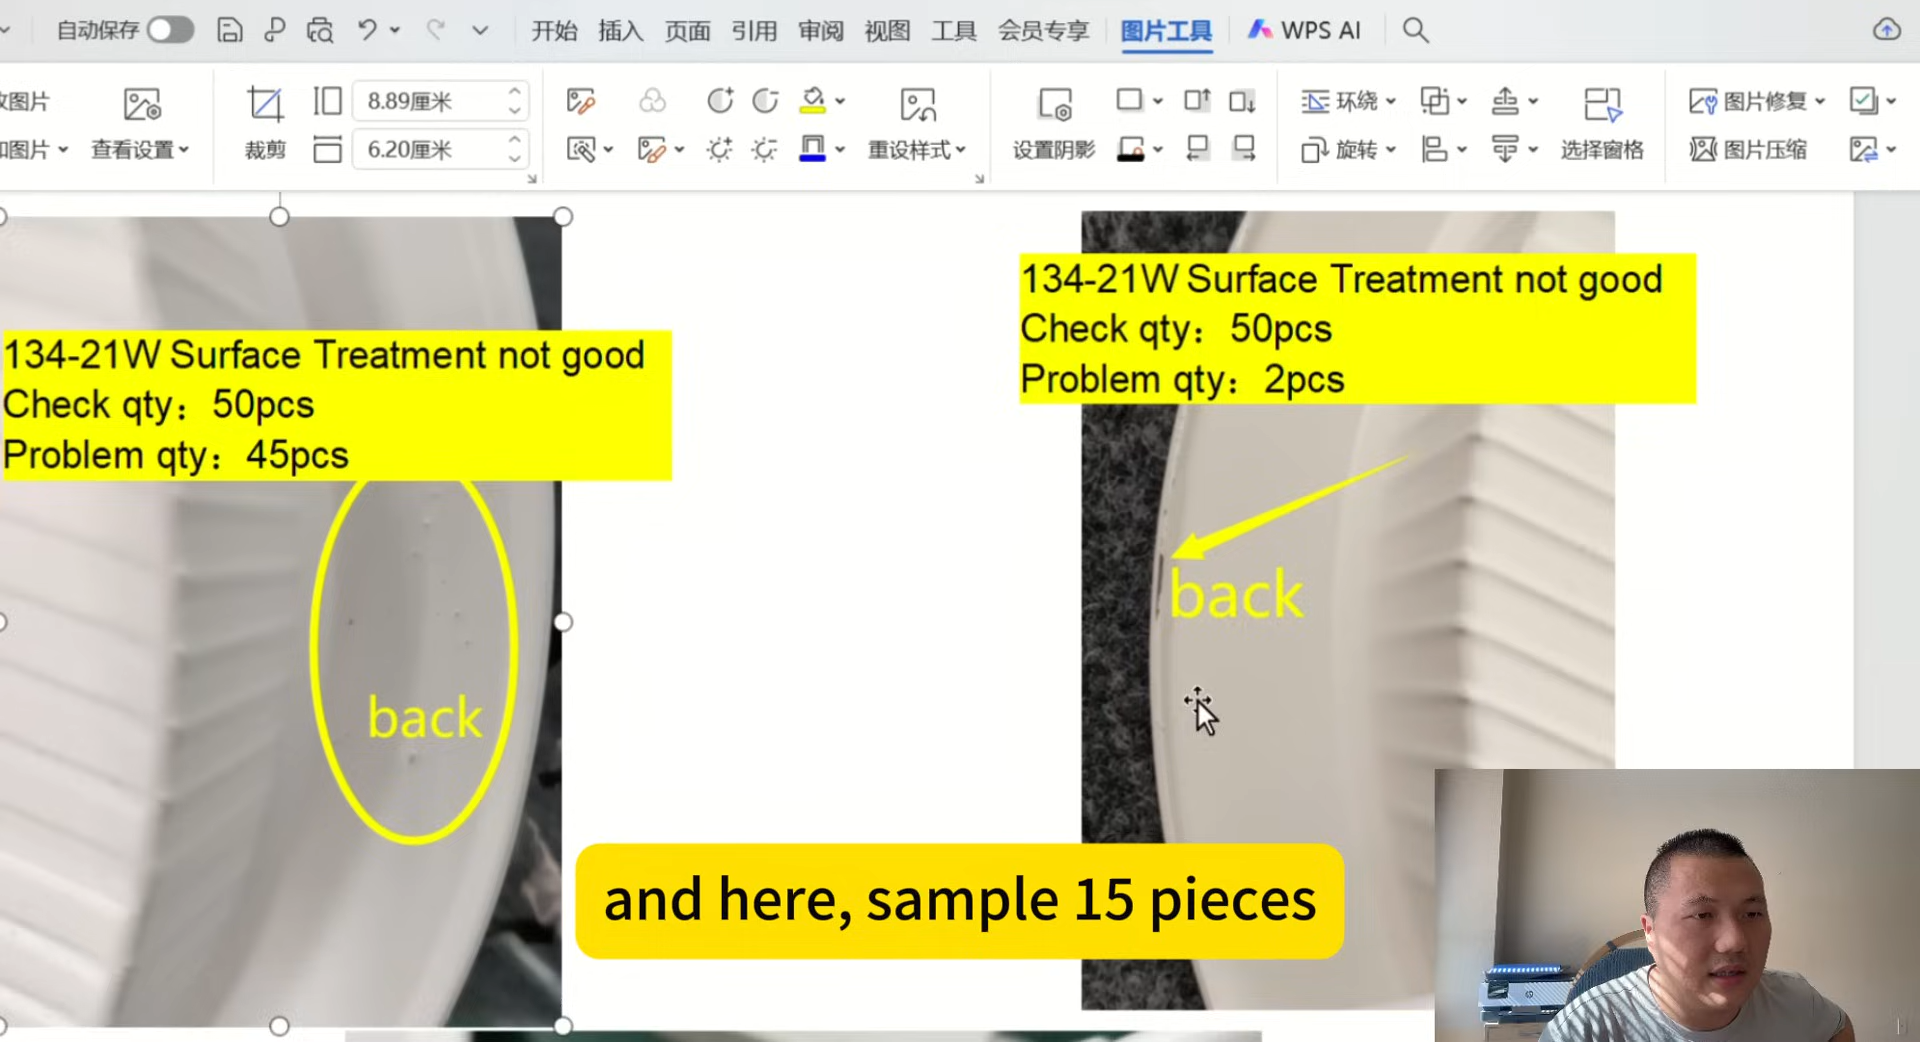 自动保存
开始 插入 页面 引用 审阅 视图 工具 会员专享 图片工具 WPS AI
图片
8.89厘米
环绕
图片修复
图片
查看设置
裁剪
6.20厘米
重设样式
设置阴影
旋转
选择窗格
图片压缩
134-21W Surface Treatment not good
Check qty：50pcs
Problem qty：45pcs
back
134-21W Surface Treatment not good
Check qty：50pcs
Problem qty：2pcs
back
and here, sample 15 pieces